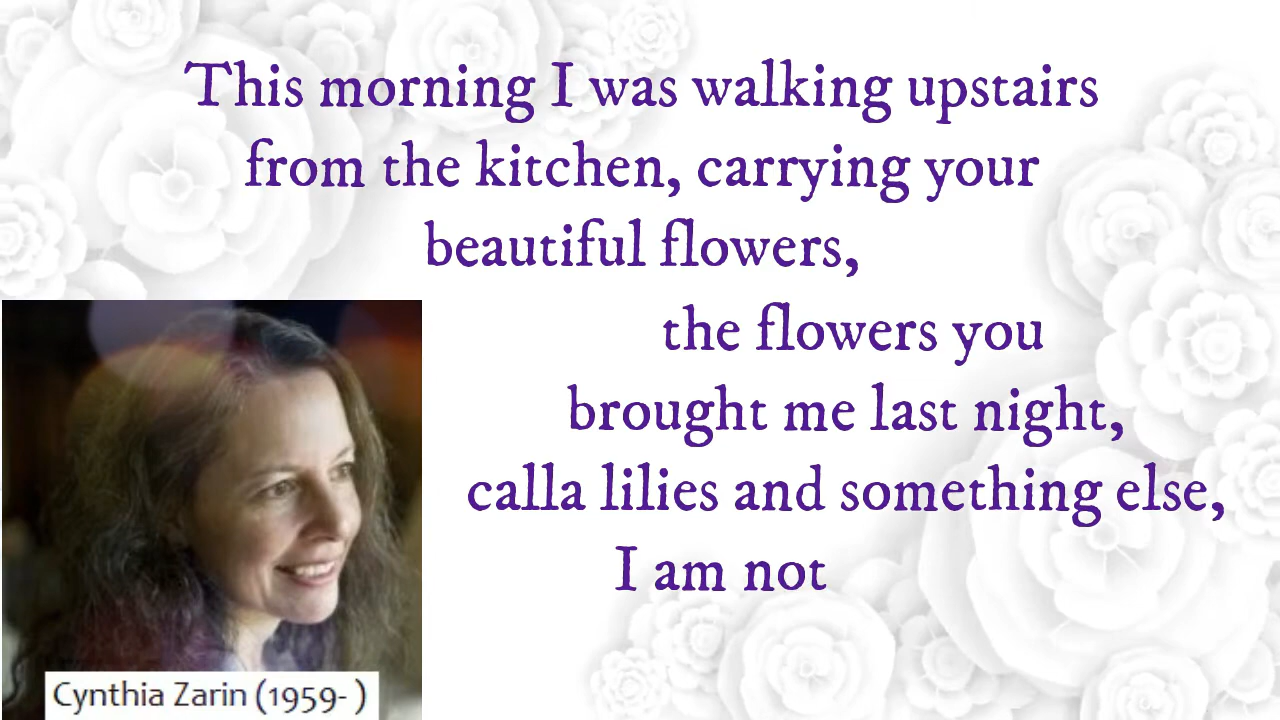 This morning I was walking upstairs
from the kitchen, carrying your
beautiful flowers,
the flowers you
brought me last night,
calla lilies and something else,
I am not
Cynthia Zarin (1959- )